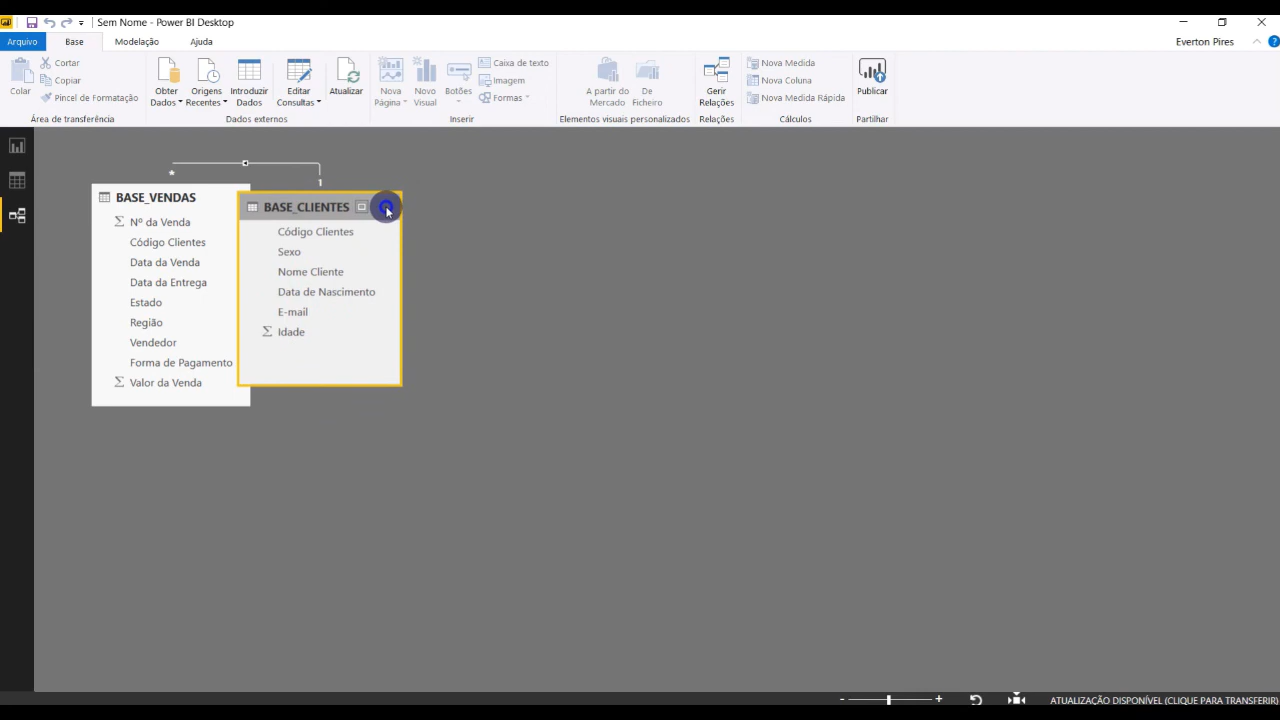 Sem Nome - Power BI Desktop
Arquivo Base Modelação Ajuda Everton Pires ?
Colar
Cortar
Copiar
Pincel de Formatação
Área de transferência
Obter Dados
Origens Recentes
Introduzir Dados
Editar Consultas
Atualizar
Dados externos
Nova Página
Novo Visual
Botões
Caixa de texto
Imagem
Formas
Inserir
A partir do Mercado
De Ficheiro
Elementos visuais personalizados
Gerir Relações
Relações
Nova Medida
Nova Coluna
Nova Medida Rápida
Cálculos
Publicar
Partilhar
* 1
BASE_VENDAS
Σ Nº da Venda
Código Clientes
Data da Venda
Data da Entrega
Estado
Região
Vendedor
Forma de Pagamento
Σ Valor da Venda
BASE_CLIENTES
Código Clientes
Sexo
Nome Cliente
Data de Nascimento
E-mail
Σ Idade
- + ATUALIZAÇÃO DISPONÍVEL (CLIQUE PARA TRANSFERIR)